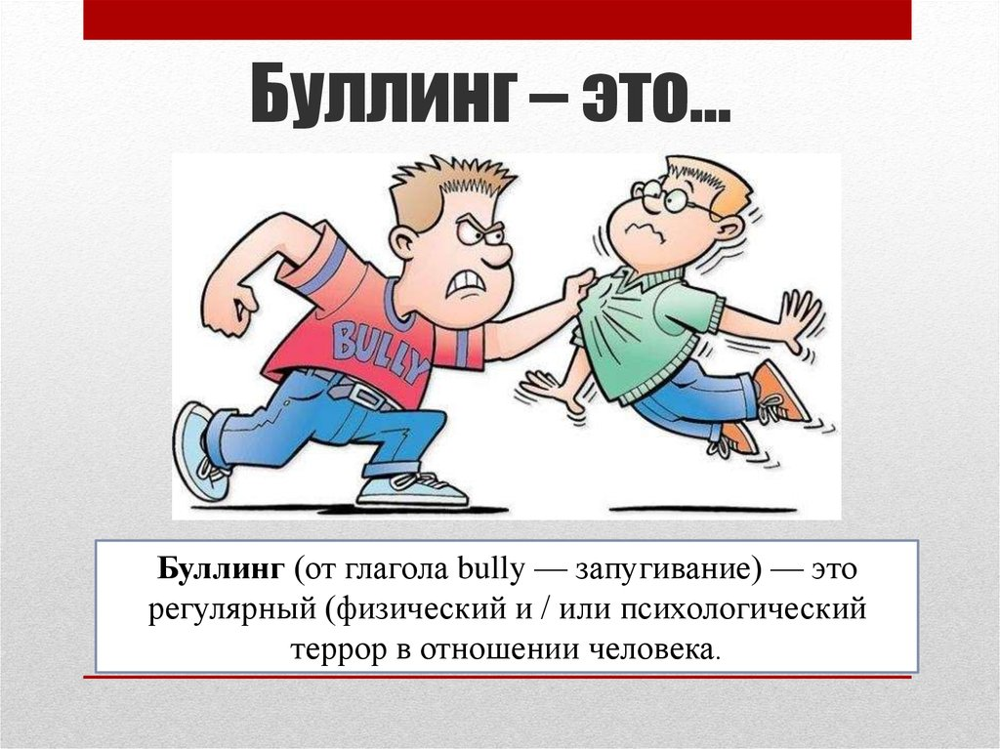 Буллинг – это...
BULLY
Буллинг (от глагола bully — запугивание) — это
регулярный (физический и / или психологический
террор в отношении человека.